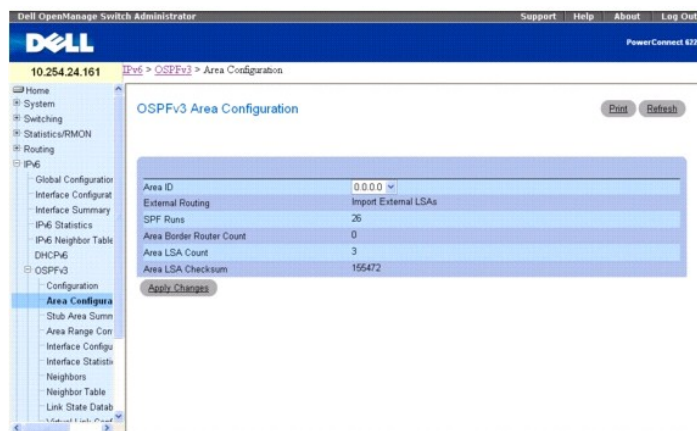 Dell OpenManage Switch Administrator Support Help About Log Out
DELL
PowerConnect 622
10.254.24.161
IPv6 > OSPFv3 > Area Configuration
Home
System
Switching
Statistics/RMON
Routing
IPv6
Global Configuration
Interface Configurat
Interface Summary
IPv6 Statistics
IPv6 Neighbor Table
DHCPv6
OSPFv3
Configuration
Area Configura
Stub Area Summ
Area Range Con
Interface Configu
Interface Statisti
Neighbors
Neighbor Table
Link State Datab
OSPFv3 Area Configuration
Print Refresh
Area ID 0.0.0.0
External Routing Import External LSAs
SPF Runs 26
Area Border Router Count 0
Area LSA Count 3
Area LSA Checksum 155472
Apply Changes